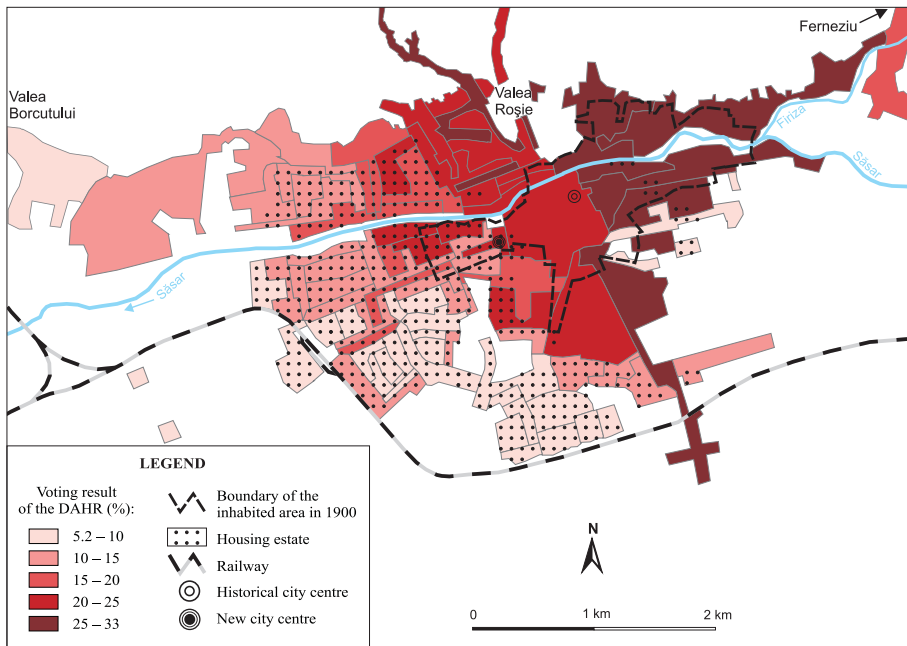 Ferneziu
Valea
Borcutului
Valea
Roşie
Firiza
Săsar
Săsar
LEGEND
Voting result
of the DAHR (%):
5.2 – 10
10 – 15
15 – 20
20 – 25
25 – 33
Boundary of the
inhabited area in 1900
Housing estate
Railway
Historical city centre
New city centre
N
0
1 km
2 km